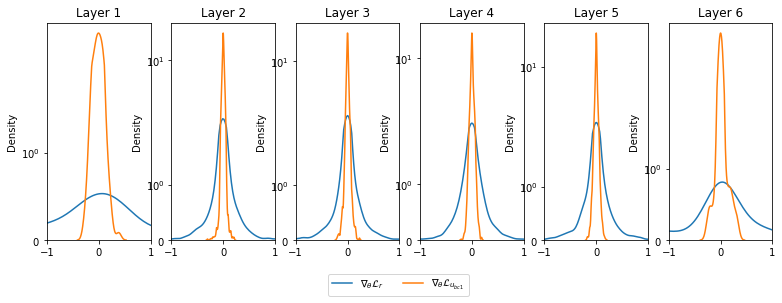 Layer 1 Layer 2 Layer 3 Layer 4 Layer 5 Layer 6
10¹ 10¹ 10¹ 10¹
Density Density Density Density Density Density
10⁰ 10⁰ 10⁰ 10⁰ 10⁰ 10⁰
0 0 0 0 0 0
−1 0 1 −1 0 1 −1 0 1 −1 0 1 −1 0 1 −1 0 1
∇θℒr ∇θℒu_bc1